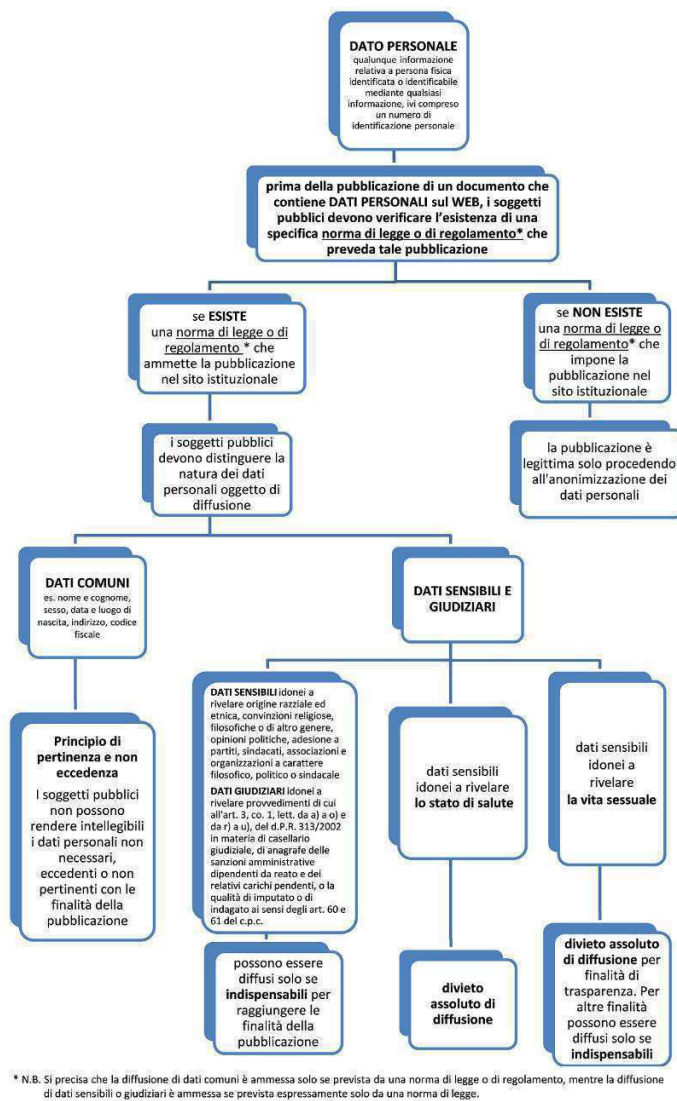 DATO PERSONALE
qualunque informazione
relativa a persona fisica
identificata o identificabile
mediante qualsiasi
informazione, ivi compreso
un numero di
identificazione personale
prima della pubblicazione di un documento che
contiene DATI PERSONALI sul WEB, i soggetti
pubblici devono verificare l'esistenza di una
specifica norma di legge o di regolamento* che
preveda tale pubblicazione
se ESISTE
una norma di legge o di
regolamento * che
ammette la pubblicazione
nel sito istituzionale
se NON ESISTE
una norma di legge o
di regolamento* che
impone la
pubblicazione nel
sito istituzionale
i soggetti pubblici
devono distinguere la
natura dei dati
personali oggetto di
diffusione
la pubblicazione è
legittima solo procedendo
all'anonimizzazione dei
dati personali
DATI COMUNI
es. nome e cognome,
sesso, data e luogo di
nascita, indirizzo, codice
fiscale
DATI SENSIBILI E
GIUDIZIARI
Principio di
pertinenza e non
eccedenza
I soggetti pubblici
non possono
rendere intellegibili
i dati personali non
necessari,
eccedenti o non
pertinenti con le
finalità della
pubblicazione
DATI SENSIBILI idonei a
rivelare origine razziale ed
etnica, convinzioni religiose,
filosofiche o di altro genere,
opinioni politiche, adesione a
partiti, sindacati, associazioni e
organizzazioni a carattere
filosofico, politico o sindacale
DATI GIUDIZIARI idonei a
rivelare provvedimenti di cui
all'art. 3, co. 1, lett. da a) a o) e
da r) a u), del d.P.R. 313/2002
in materia di casellario
giudiziale, di anagrafe delle
sanzioni amministrative
dipendenti da reato e dei
relativi carichi pendenti, o la
qualità di imputato o di
indagato ai sensi degli art. 60 e
61 del c.p.c.
dati sensibili
idonei a rivelare
lo stato di salute
dati sensibili
idonei a
rivelare
la vita sessuale
possono essere
diffusi solo se
indispensabili per
raggiungere le
finalità della
pubblicazione
divieto
assoluto di
diffusione
divieto assoluto
di diffusione per
finalità di
trasparenza. Per
altre finalità
possono essere
diffusi solo se
indispensabili
* N.B. Si precisa che la diffusione di dati comuni è ammessa solo se prevista da una norma di legge o di regolamento, mentre la diffusione
di dati sensibili o giudiziari è ammessa se prevista espressamente solo da una norma di legge.